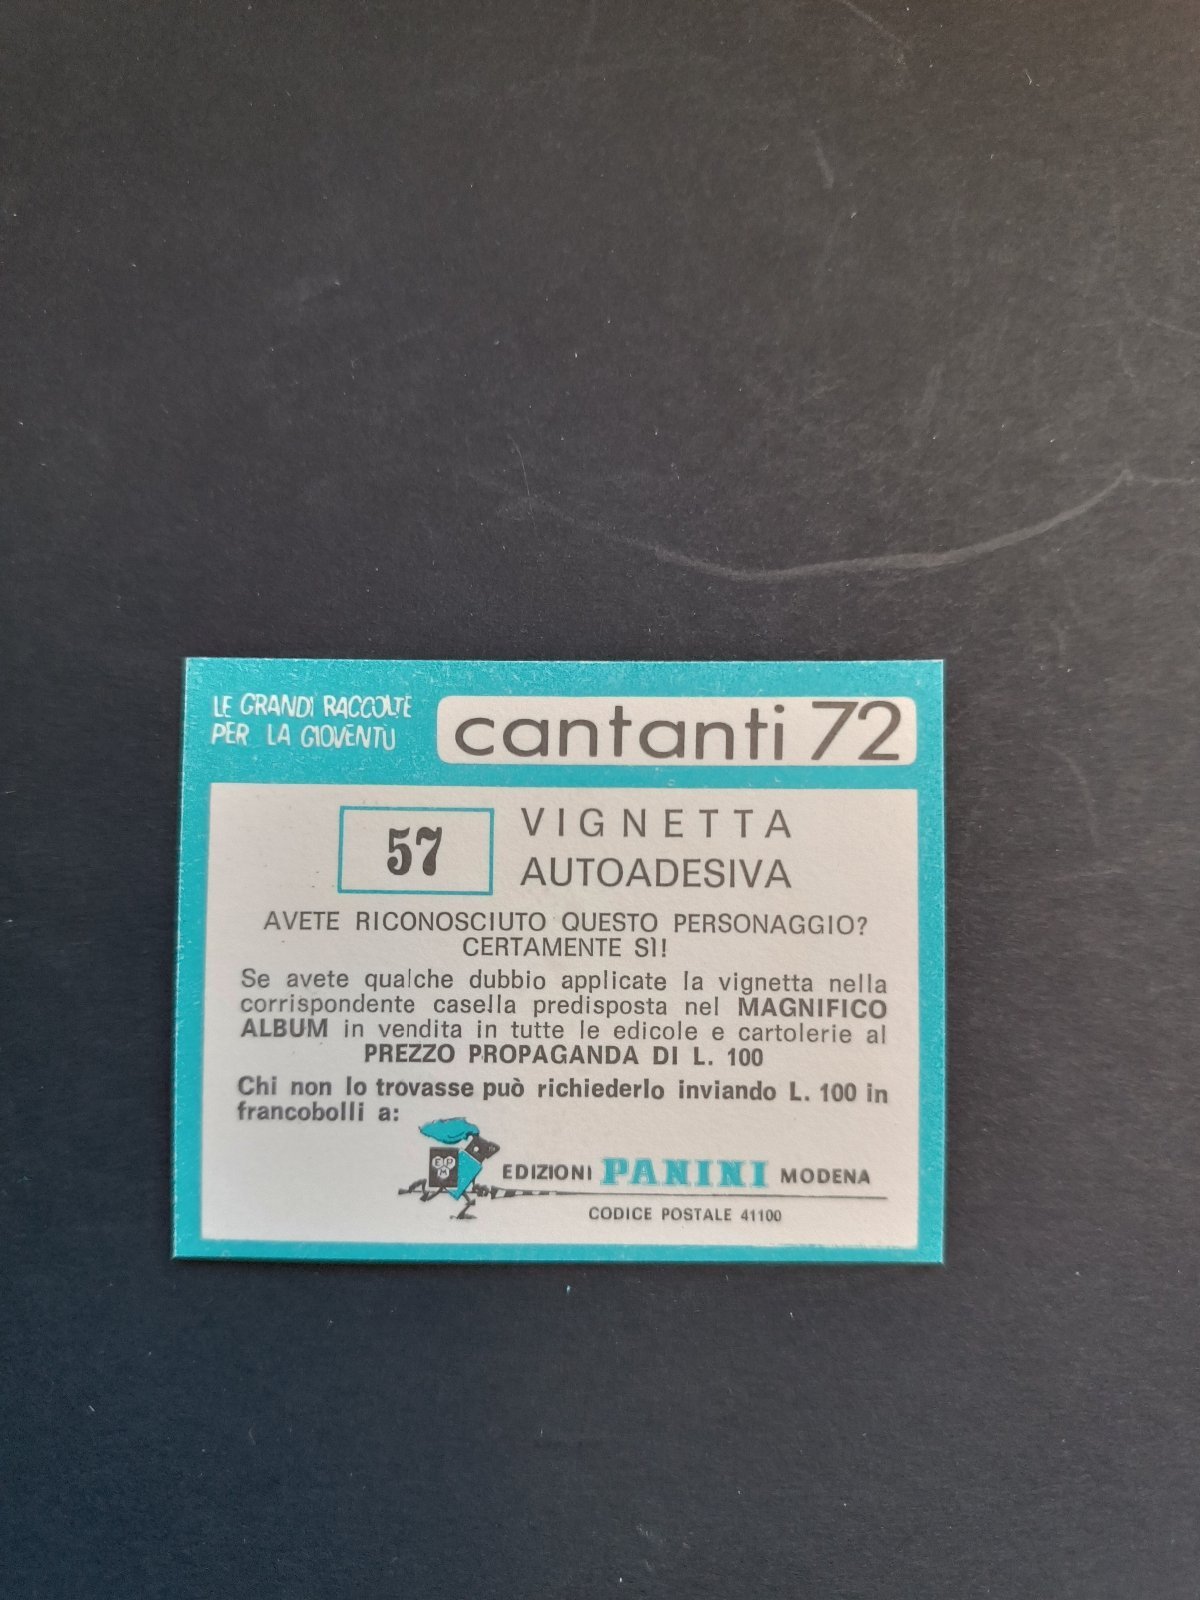 LE GRANDI RACCOLTE
PER LA GIOVENTU
cantanti 72
57
VIGNETTA
AUTOADESIVA
AVETE RICONOSCIUTO QUESTO PERSONAGGIO?
CERTAMENTE SÌ!
Se avete qualche dubbio applicate la vignetta nella
corrispondente casella predisposta nel MAGNIFICO
ALBUM in vendita in tutte le edicole e cartolerie al
PREZZO PROPAGANDA DI L. 100
Chi non lo trovasse può richiederlo inviando L. 100 in
francobolli a:
EPM
EDIZIONI PANINI MODENA
CODICE POSTALE 41100